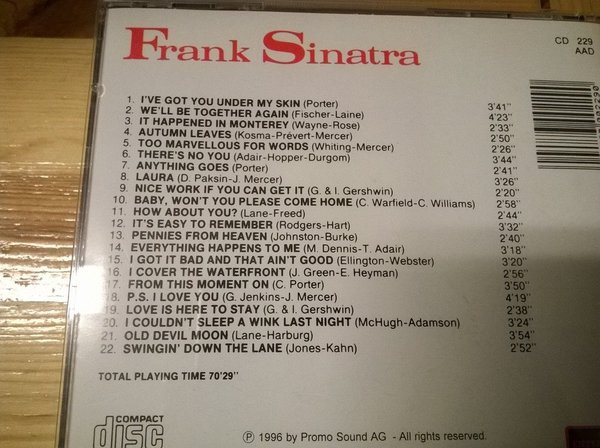 Frank Sinatra
CD 229
AAD
1. I'VE GOT YOU UNDER MY SKIN (Porter) 3'41"
2. WE'LL BE TOGETHER AGAIN (Fischer-Laine) 4'23"
3. IT HAPPENED IN MONTEREY (Wayne-Rose) 2'33"
4. AUTUMN LEAVES (Kosma-Prévert-Mercer) 2'50"
5. TOO MARVELLOUS FOR WORDS (Whiting-Mercer) 2'26"
6. THERE'S NO YOU (Adair-Hopper-Durgom) 3'44"
7. ANYTHING GOES (Porter) 2'41"
8. LAURA (D. Paksin-J. Mercer) 3'26"
9. NICE WORK IF YOU CAN GET IT (G. & I. Gershwin) 2'20"
10. BABY, WON'T YOU PLEASE COME HOME (C. Warfield-C. Williams) 2'58"
11. HOW ABOUT YOU? (Lane-Freed) 2'44"
12. IT'S EASY TO REMEMBER (Rodgers-Hart) 3'32"
13. PENNIES FROM HEAVEN (Johnston-Burke) 2'40"
14. EVERYTHING HAPPENS TO ME (M. Dennis-T. Adair) 3'18"
15. I GOT IT BAD AND THAT AIN'T GOOD (Ellington-Webster) 3'20"
16. I COVER THE WATERFRONT (J. Green-E. Heyman) 2'56"
17. FROM THIS MOMENT ON (C. Porter) 3'50"
18. P.S. I LOVE YOU (G. Jenkins-J. Mercer) 4'19"
19. LOVE IS HERE TO STAY (G. & I. Gershwin) 2'38"
20. I COULDN'T SLEEP A WINK LAST NIGHT (McHugh-Adamson) 3'24"
21. OLD DEVIL MOON (Lane-Harburg) 3'54"
22. SWINGIN' DOWN THE LANE (Jones-Kahn) 2'52"
TOTAL PLAYING TIME 70'29"
COMPACT
disc
℗ 1996 by Promo Sound AG - All rights reserved.